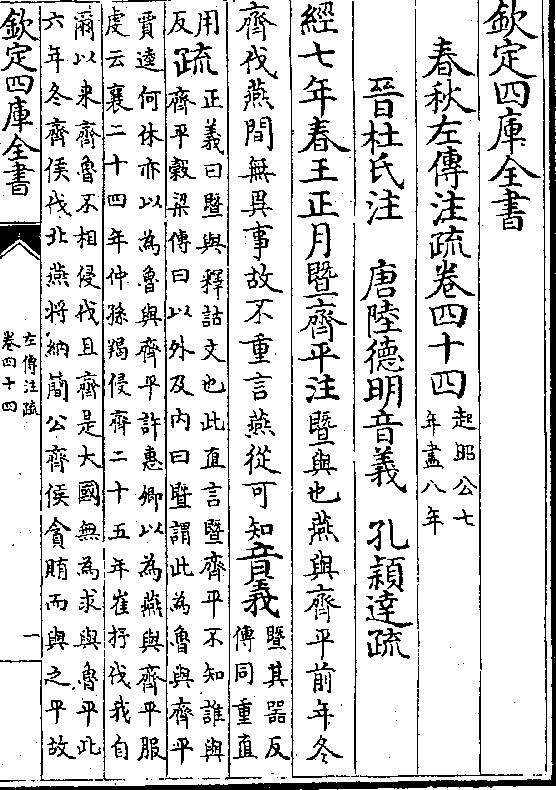 欽定四庫全書
春秋左傳注疏卷四十四
起昭公七
年盡八年
晉杜氏注 唐陸德明音義 孔穎達疏
經七年春王正月暨齊平注暨與也燕與齊平前年冬
齊伐燕間無異事故不重言燕從可知音義
暨其器反
傳同重直
用
反
疏
正義曰暨與釋詁文也此直言暨齊平不知誰與
齊平穀梁傳曰以外及内曰暨謂此為魯與齊平
賈逵何休亦以為魯與齊平許惠卿以為燕與齊平服
虔云襄二十四年仲孫羯侵齊二十五年崔抒伐我自
爾以來齊魯不相侵伐且齊是大國無為求與魯平此
六年冬齊侯伐北燕將納簡公齊侯貪賄而與之平故
欽定四庫全書
左傳注疏
卷四十四
一